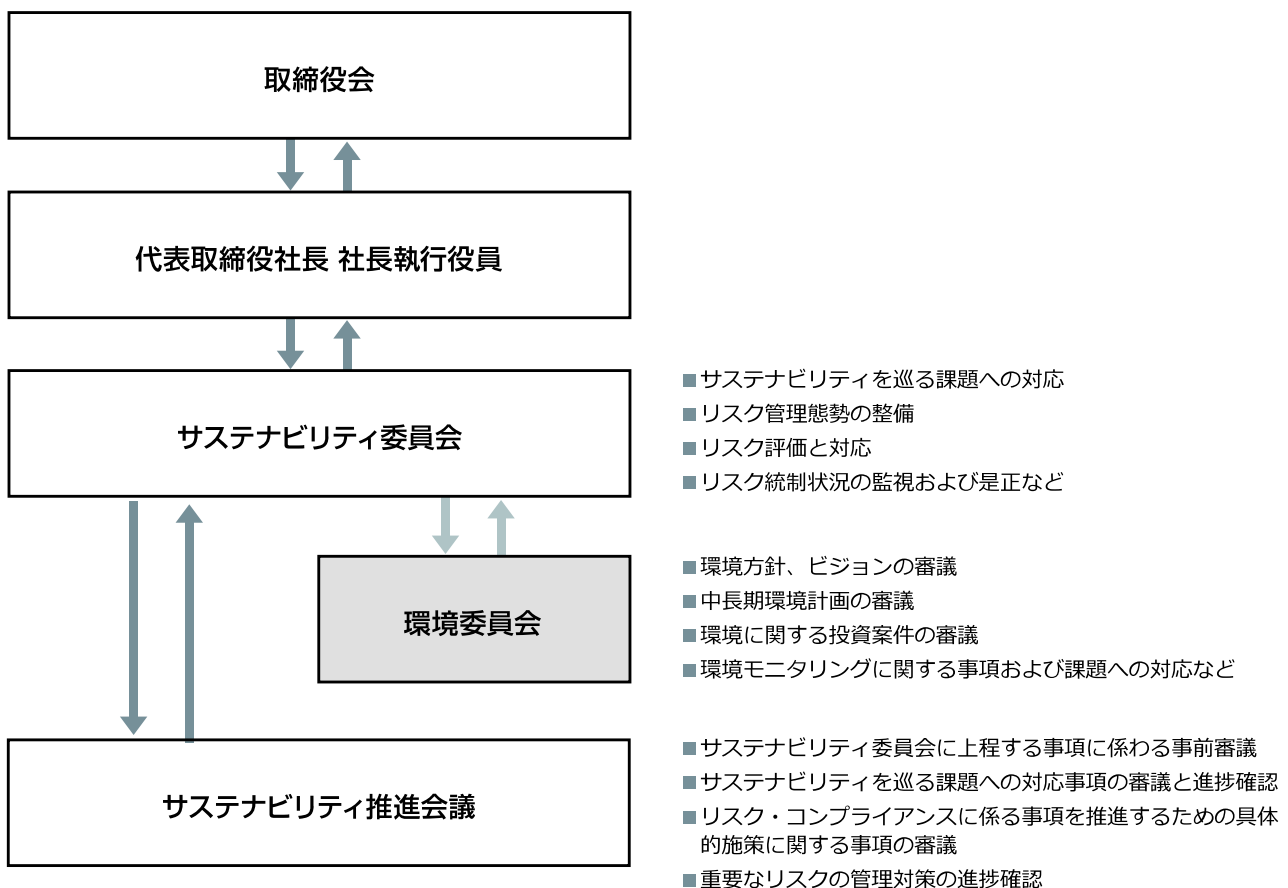 取締役会
代表取締役社長 社長執行役員
サステナビリティ委員会
■サステナビリティを巡る課題への対応
■リスク管理態勢の整備
■リスク評価と対応
■リスク統制状況の監視および是正など
環境委員会
■環境方針、ビジョンの審議
■中長期環境計画の審議
■環境に関する投資案件の審議
■環境モニタリングに関する事項および課題への対応など
サステナビリティ推進会議
■サステナビリティ委員会に上程する事項に係わる事前審議
■サステナビリティを巡る課題への対応事項の審議と進捗確認
■リスク・コンプライアンスに係る事項を推進するための具体
的施策に関する事項の審議
■重要なリスクの管理対策の進捗確認